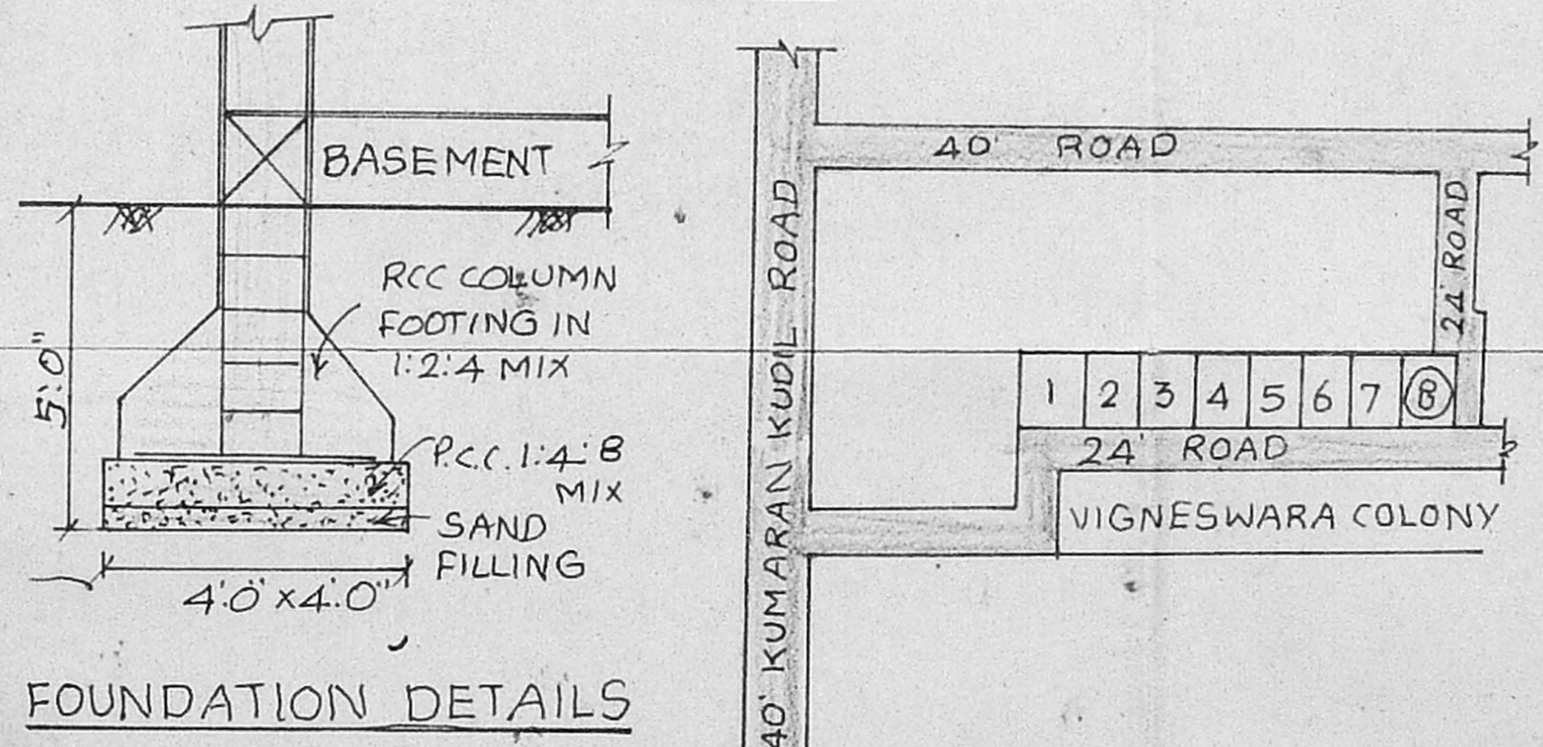 BASEMENT
RCC COLUMN
FOOTING IN
1:2:4 MIX
5'.0"
P.C.C. 1:4:8
MIX
SAND
FILLING
4'.0" x 4'.0"
FOUNDATION DETAILS
40' ROAD
24' ROAD
40' KUMARAN KUDIL ROAD
1 2 3 4 5 6 7 8
24' ROAD
VIGNESWARA COLONY